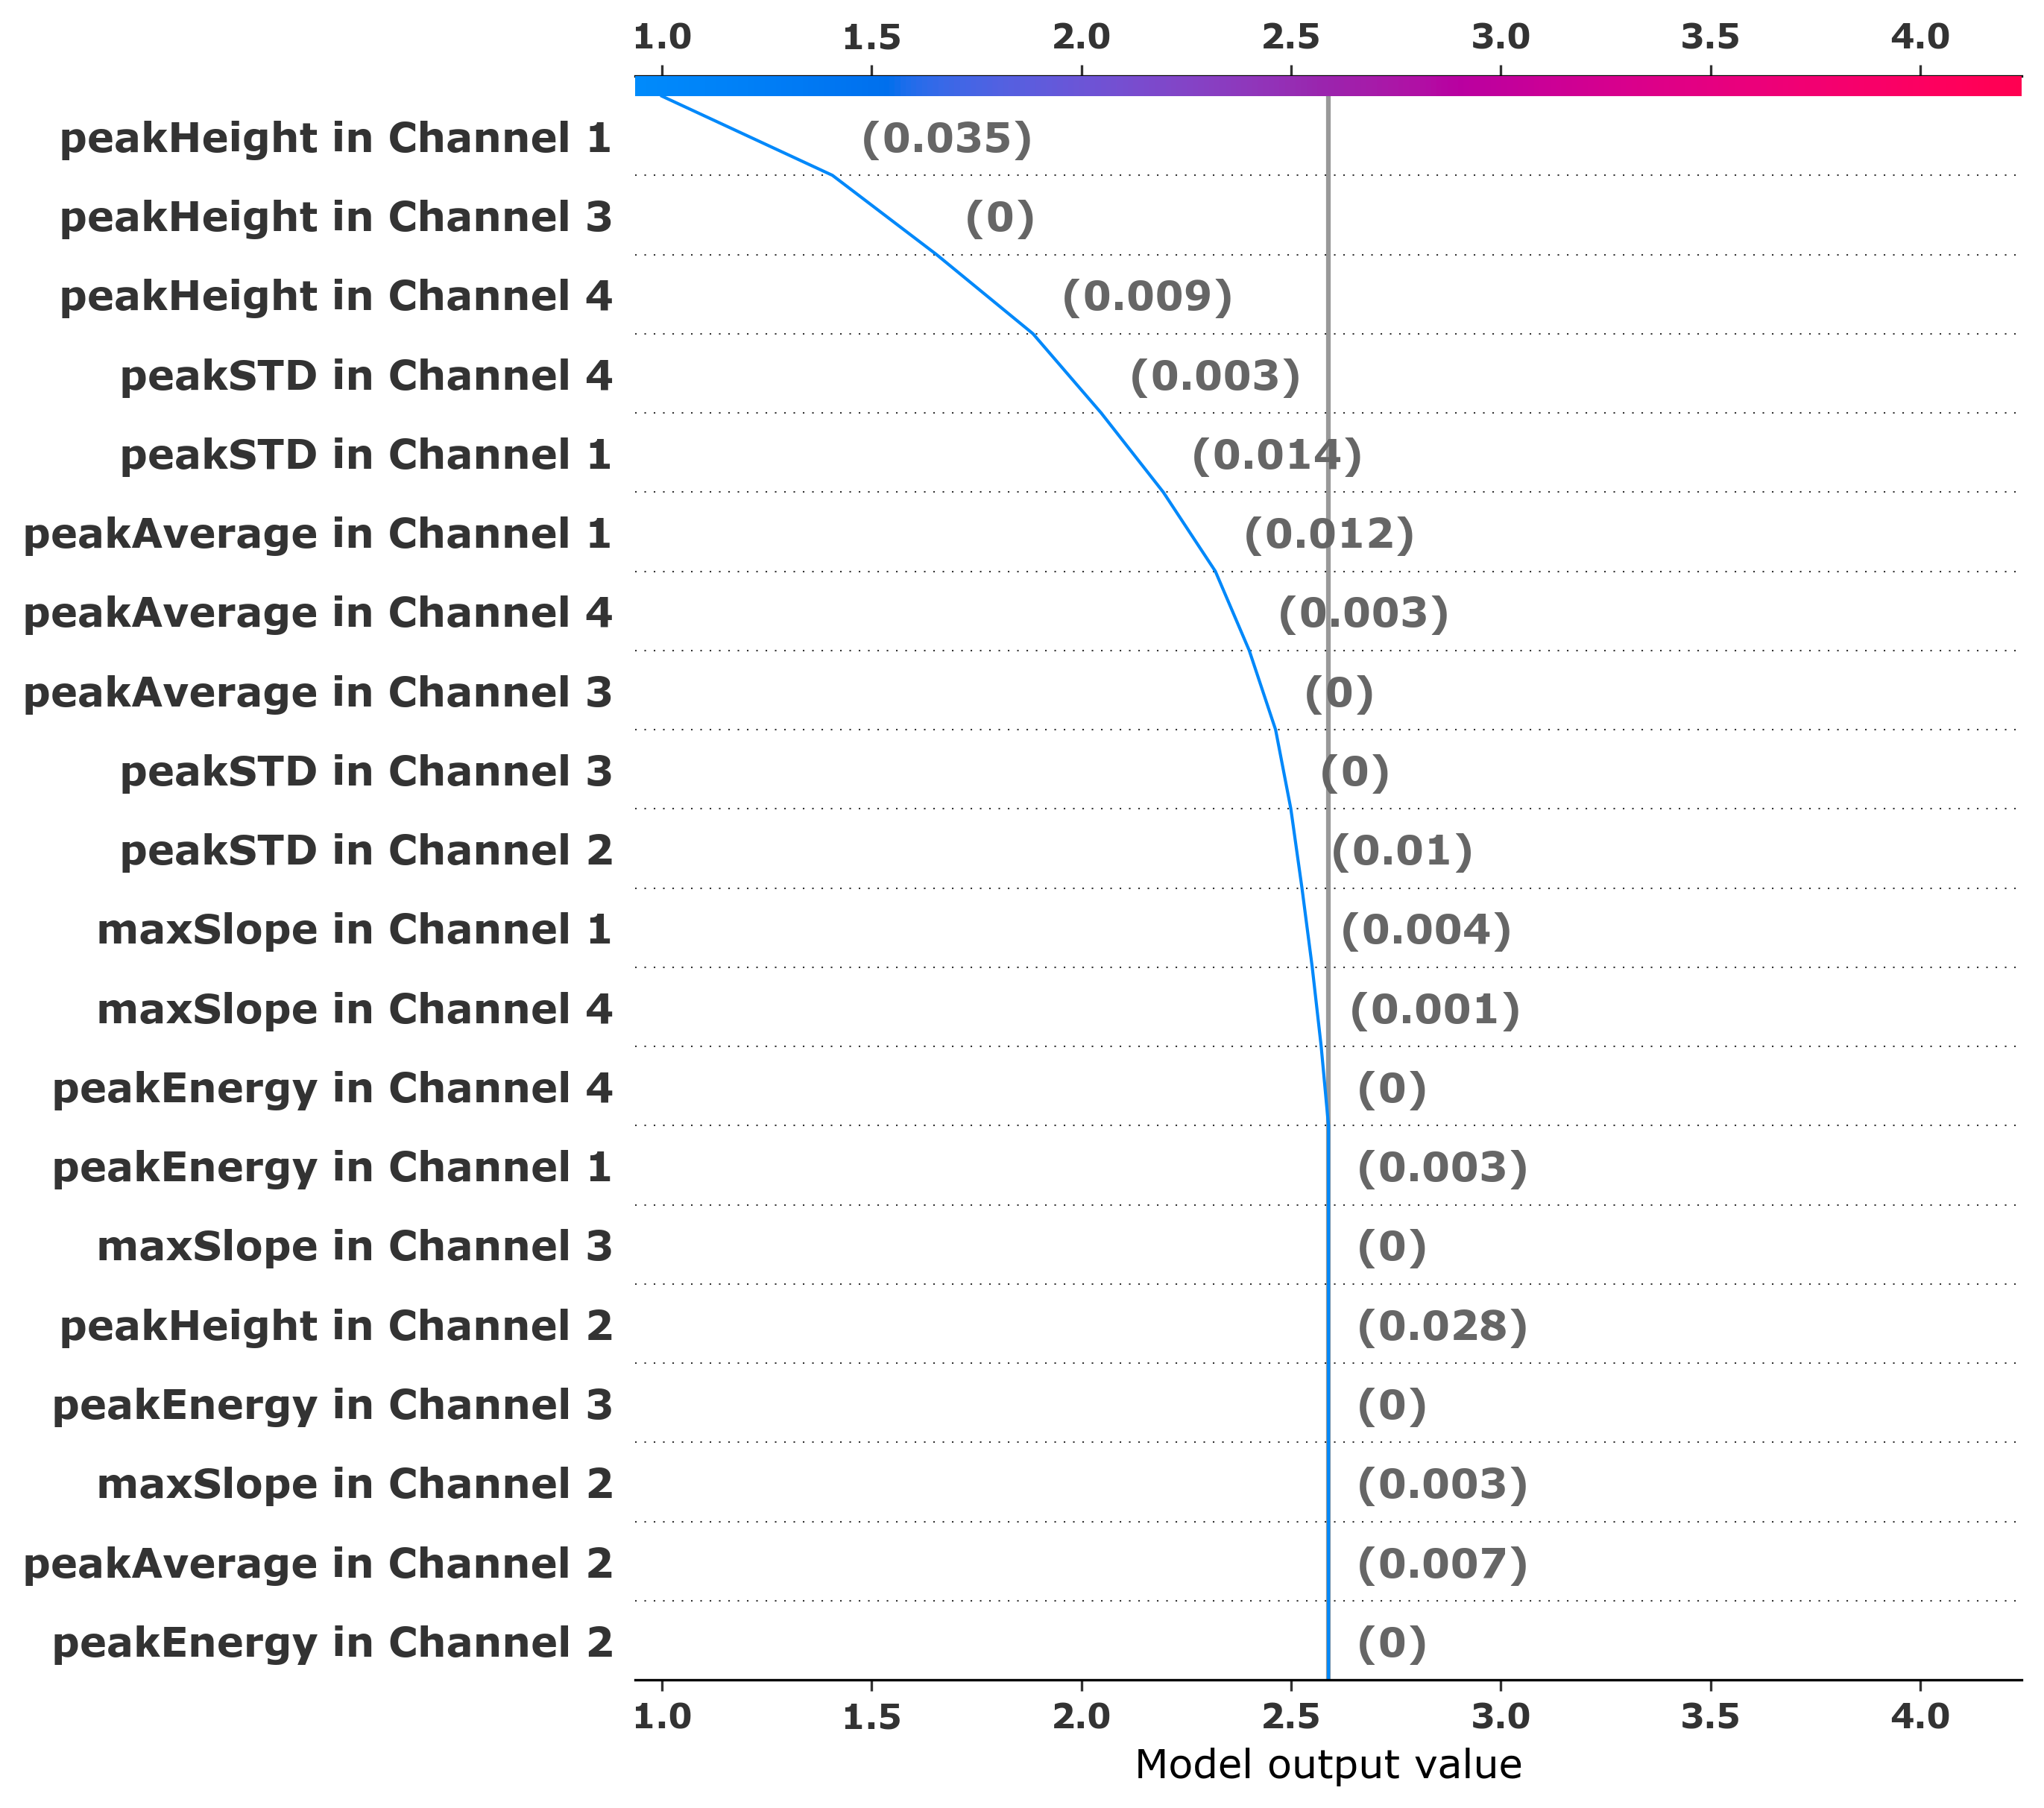 1.0 1.5 2.0 2.5 3.0 3.5 4.0
peakHeight in Channel 1 (0.035)
peakHeight in Channel 3 (0)
peakHeight in Channel 4 (0.009)
peakSTD in Channel 4 (0.003)
peakSTD in Channel 1 (0.014)
peakAverage in Channel 1 (0.012)
peakAverage in Channel 4 (0.003)
peakAverage in Channel 3 (0)
peakSTD in Channel 3 (0)
peakSTD in Channel 2 (0.01)
maxSlope in Channel 1 (0.004)
maxSlope in Channel 4 (0.001)
peakEnergy in Channel 4 (0)
peakEnergy in Channel 1 (0.003)
maxSlope in Channel 3 (0)
peakHeight in Channel 2 (0.028)
peakEnergy in Channel 3 (0)
maxSlope in Channel 2 (0.003)
peakAverage in Channel 2 (0.007)
peakEnergy in Channel 2 (0)
1.0 1.5 2.0 2.5 3.0 3.5 4.0
Model output value